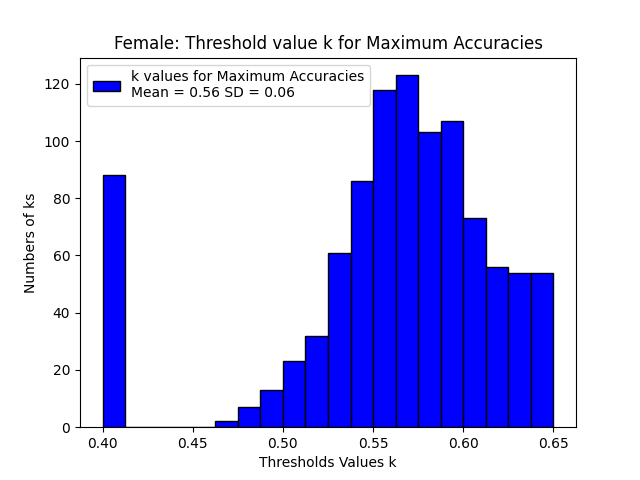 Female: Threshold value k for Maximum Accuracies
k values for Maximum Accuracies
Mean = 0.56 SD = 0.06
120
100
80
60
40
20
0
Numbers of ks
0.40 0.45 0.50 0.55 0.60 0.65
Thresholds Values k